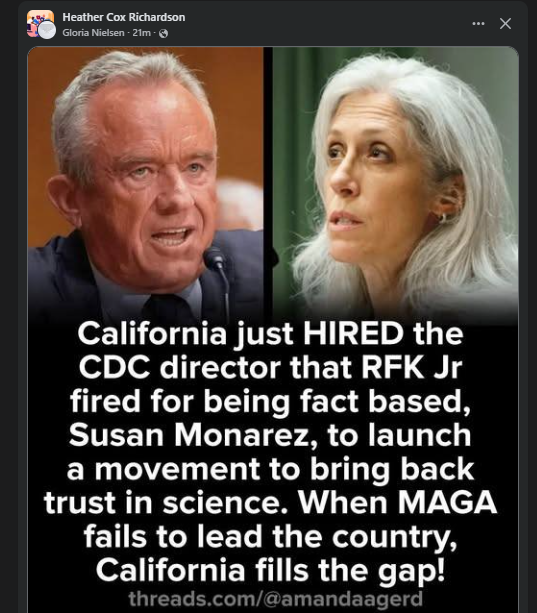 Heather Cox Richardson
Gloria Nielsen · 21m ·
California just HIRED the
CDC director that RFK Jr
fired for being fact based,
Susan Monarez, to launch
a movement to bring back
trust in science. When MAGA
fails to lead the country,
California fills the gap!
threads.com/@amandaagerd